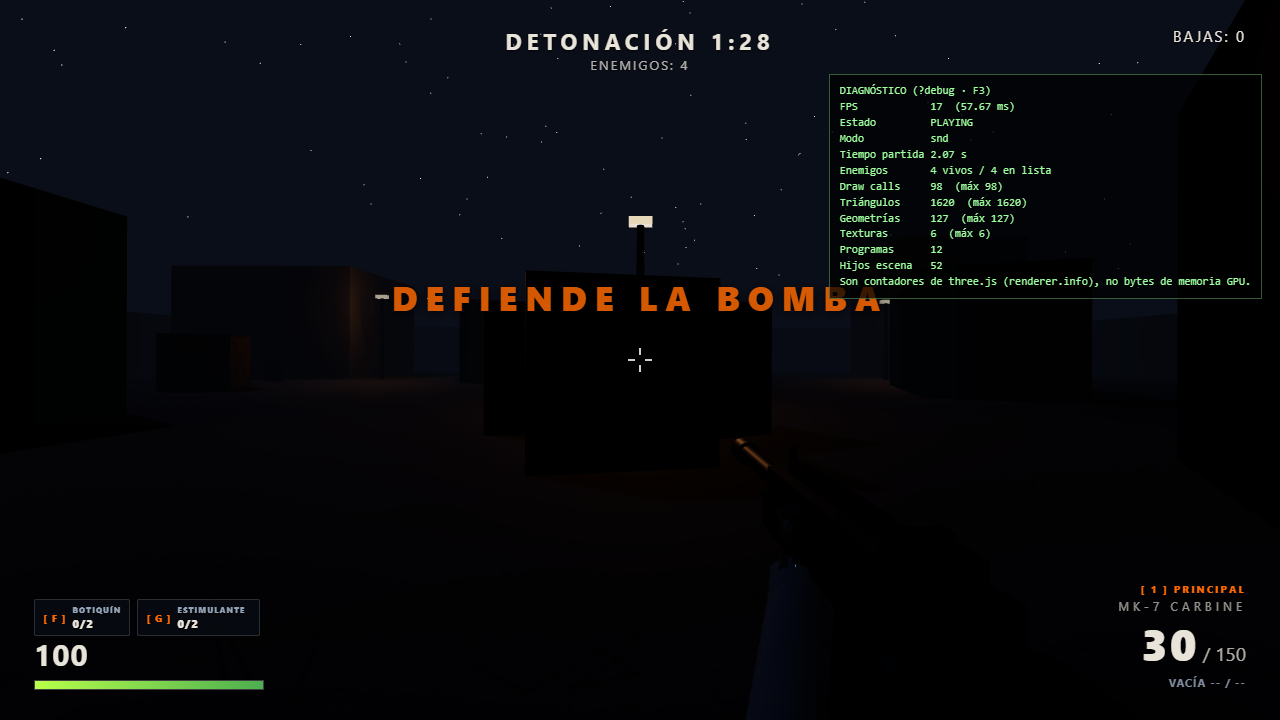 DETONACIÓN 1:28
ENEMIGOS: 4
BAJAS: 0
DIAGNÓSTICO (?debug · F3)
FPS 17 (57.67 ms)
Estado PLAYING
Modo snd
Tiempo partida 2.07 s
Enemigos 4 vivos / 4 en lista
Draw calls 98 (máx 98)
Triángulos 1620 (máx 1620)
Geometrías 127 (máx 127)
Texturas 6 (máx 6)
Programas 12
Hijos escena 52
Son contadores de three.js (renderer.info), no bytes de memoria GPU.
DEFIENDE LA BOMBA
[ F ] BOTIQUÍN 0/2
[ G ] ESTIMULANTE 0/2
100
[ 1 ] PRINCIPAL
MK-7 CARBINE
30 / 150
VACÍA -- / --